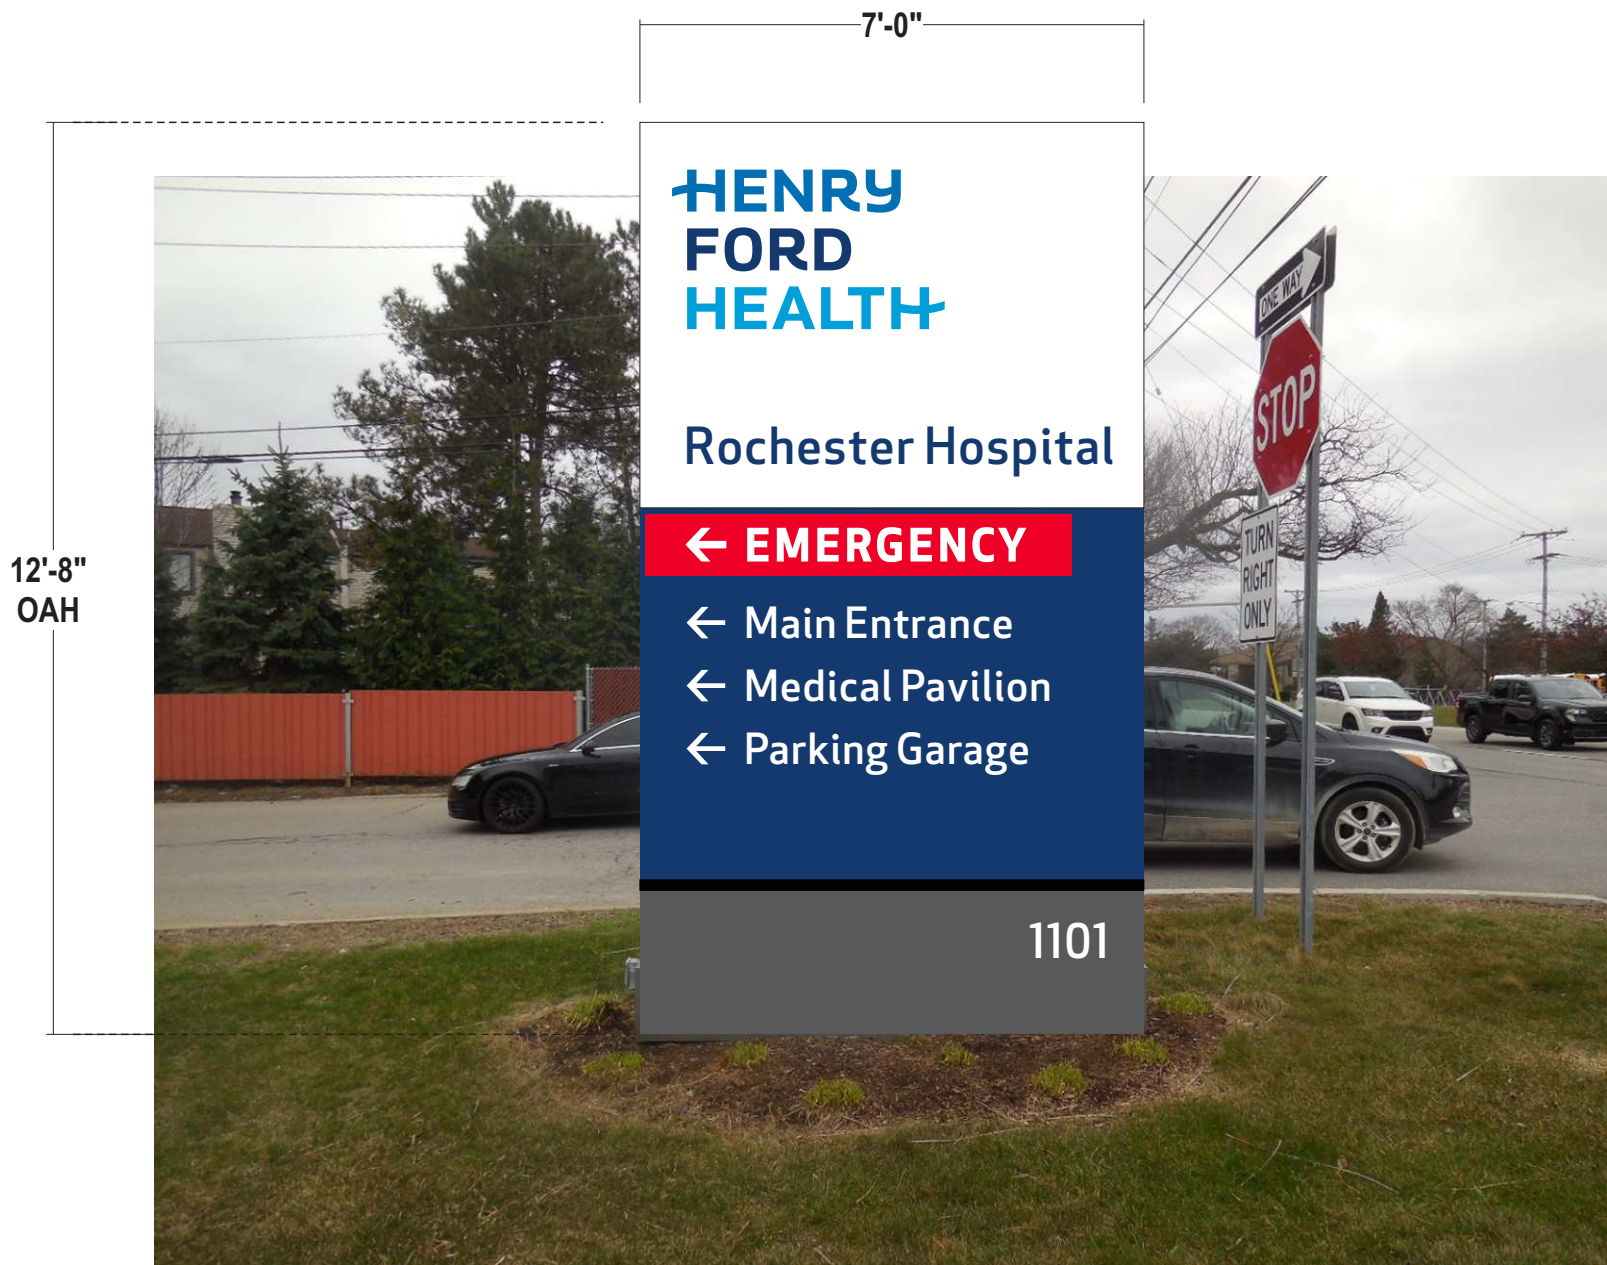 7'-0"
12'-8"
OAH
HENRY
FORD
HEALTH
Rochester Hospital
← EMERGENCY
← Main Entrance
← Medical Pavilion
← Parking Garage
1101
ONE WAY
STOP
TURN
RIGHT
ONLY